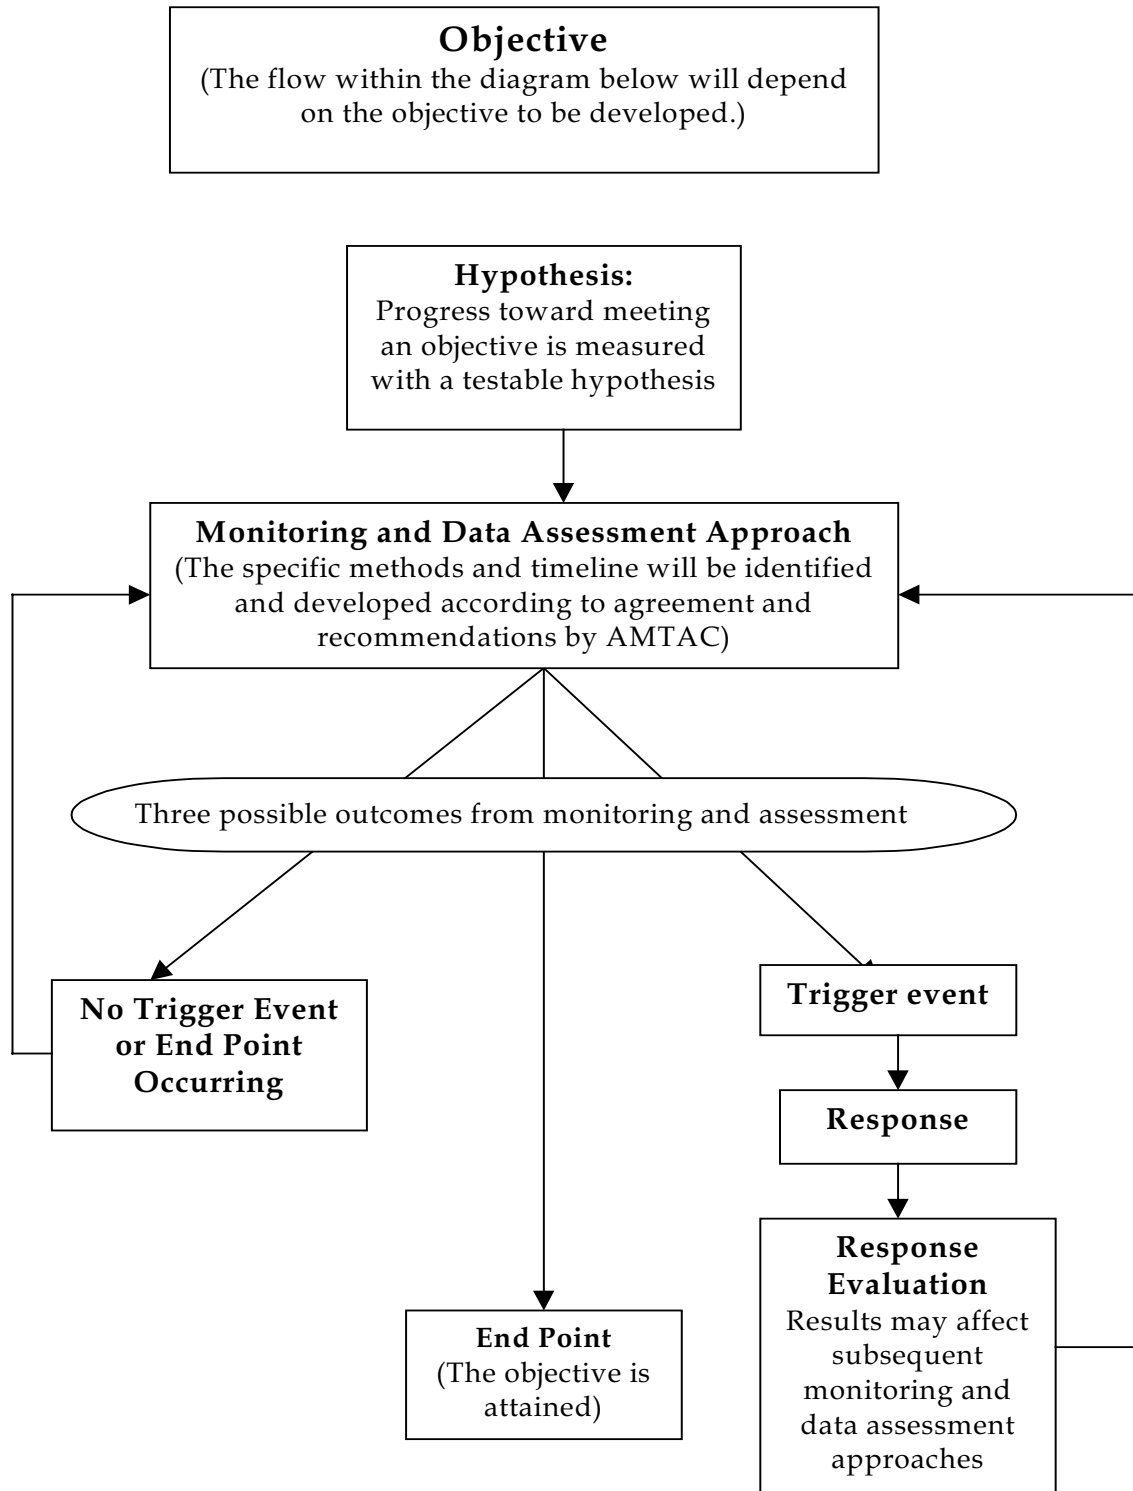 Objective
(The flow within the diagram below will depend
on the objective to be developed.)
Hypothesis:
Progress toward meeting
an objective is measured
with a testable hypothesis
Monitoring and Data Assessment Approach
(The specific methods and timeline will be identified
and developed according to agreement and
recommendations by AMTAC)
Three possible outcomes from monitoring and assessment
No Trigger Event
or End Point
Occurring
Trigger event
Response
Response
Evaluation
Results may affect
subsequent
monitoring and
data assessment
approaches
End Point
(The objective is
attained)